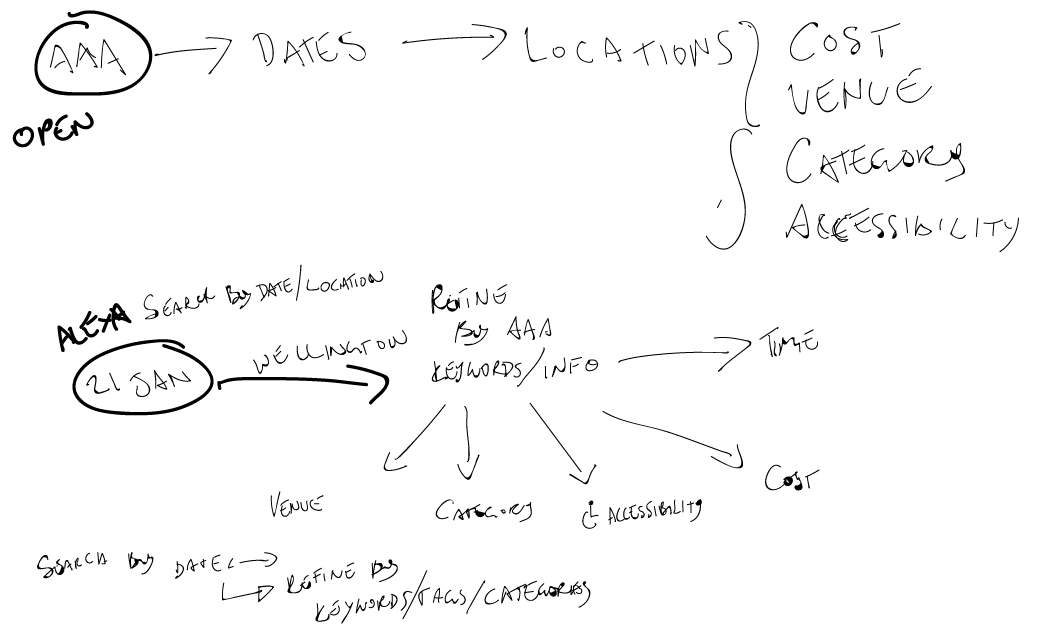 AAA → DATES → LOCATIONS
COST
VENUE
CATEGORY
ACCESSIBILITY
OPEN
ALEXA SEARCH By DATE/LOCATION
21 JAN
WELLINGTON
REFINE
By AAA
KEYWORDS/INFO
TIME
VENUE
CATEGORY
ACCESSIBILITY
COST
SEARCH By DATE
REFINE By
KEYWORDS/TAGS/CATEGORIES